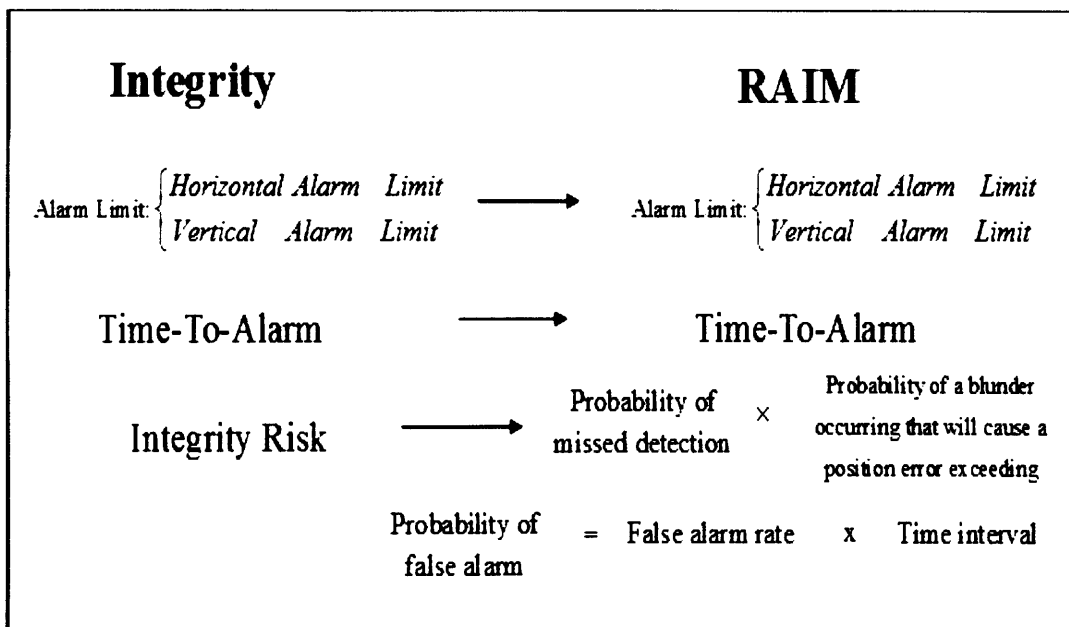 Integrity RAIM
Alarm Limit: { Horizontal Alarm Limit
Vertical Alarm Limit
Alarm Limit: { Horizontal Alarm Limit
Vertical Alarm Limit
Time-To-Alarm Time-To-Alarm
Integrity Risk
Probability of
missed detection
×
Probability of a blunder
occurring that will cause a
position error exceeding
Probability of
false alarm
= False alarm rate x Time interval